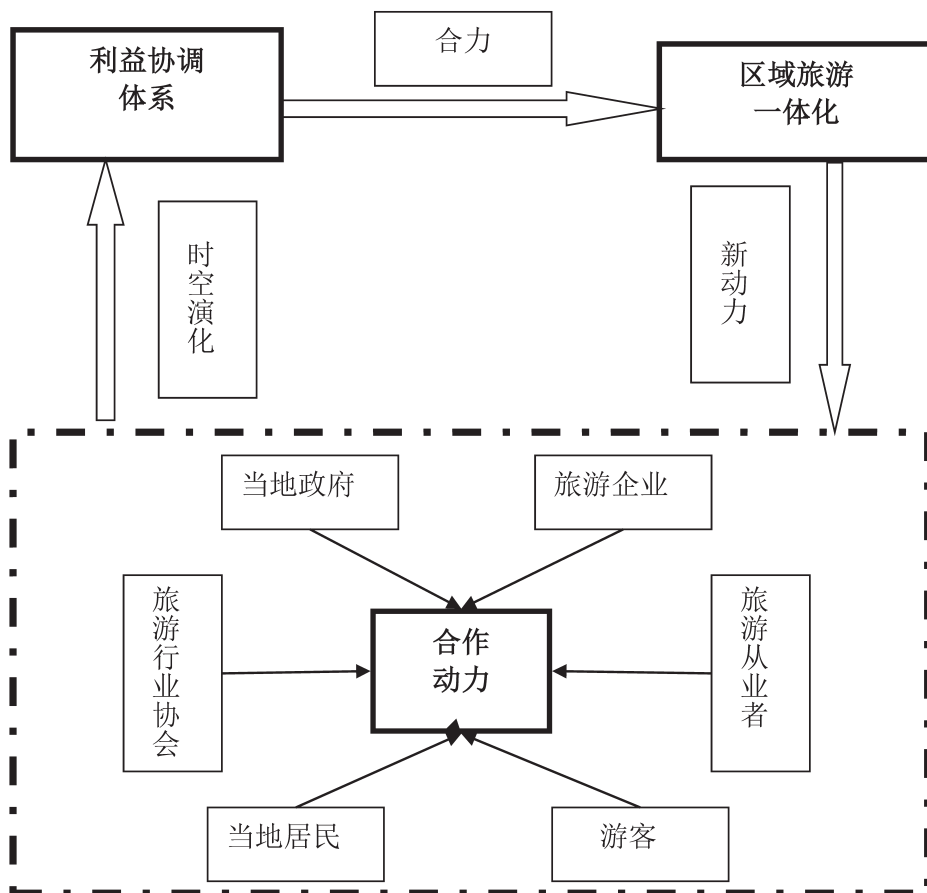 合力
利益协调
体系
区域旅游
一体化
时空演化
新动力
当地政府
旅游企业
旅游行业协会
合作
动力
旅游从业者
当地居民
游客